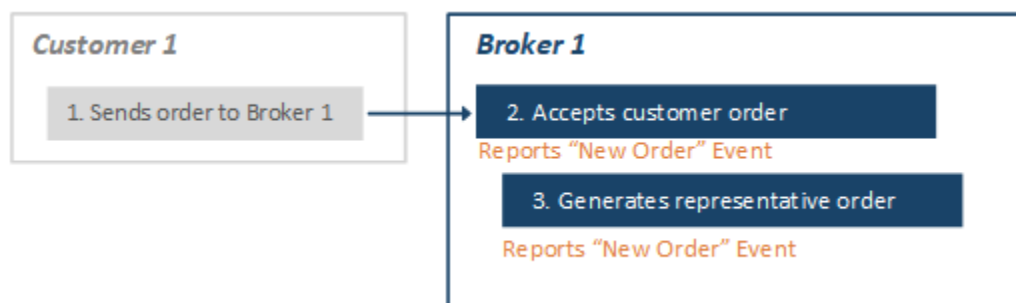 Customer 1
1. Sends order to Broker 1
Broker 1
2. Accepts customer order
Reports “New Order” Event
3. Generates representative order
Reports “New Order” Event